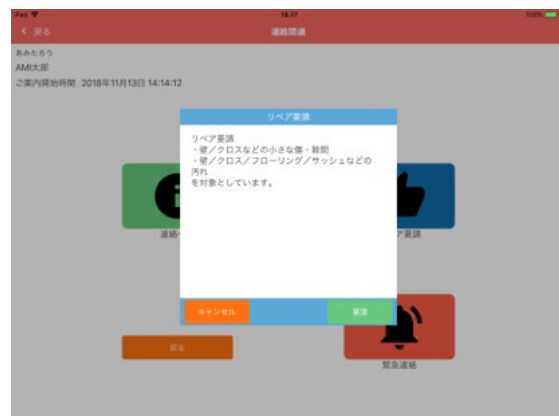 iPad 14:17 100%
戻る 連絡関連
あみたろう
AMI太郎
ご案内開始時間 2018年11月13日 14:14:12
リペア要請
リペア要請
・壁／クロスなどの小さな傷・隙間
・壁／クロス／フローリング／サッシュなどの
汚れ
を対象としています。
連絡
ア要請
キャンセル 要請
戻る
緊急連絡